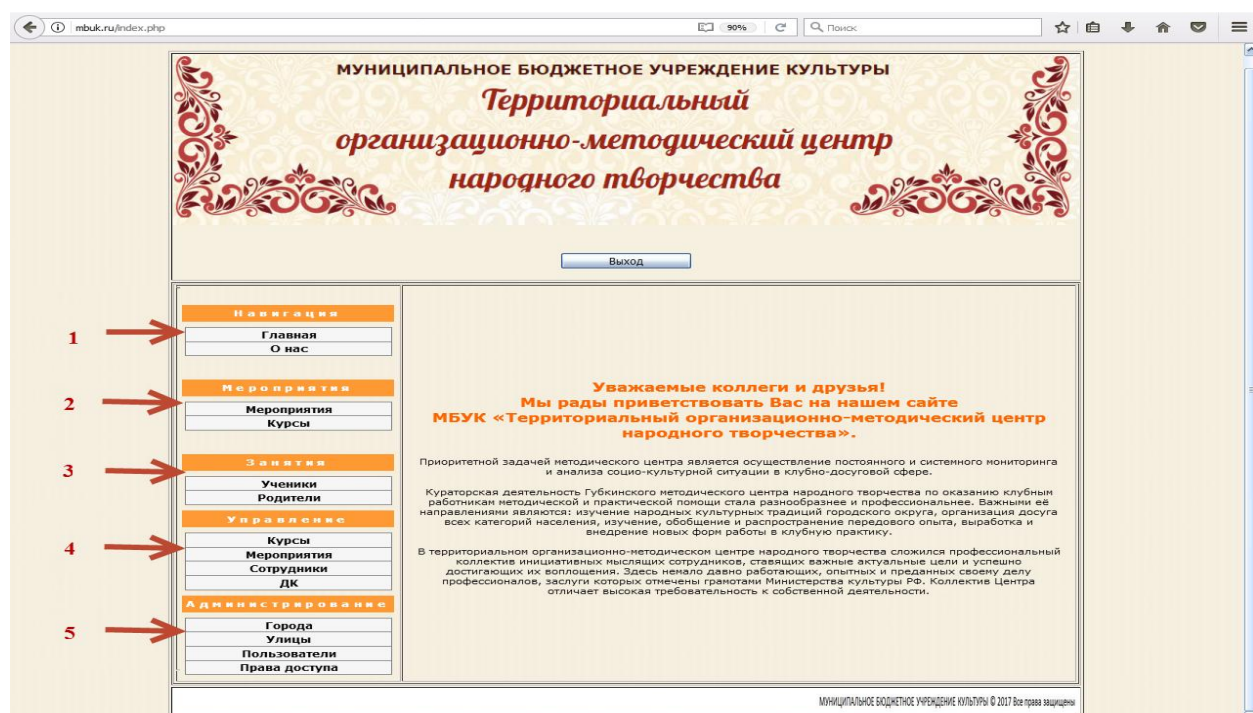 mbuk.ru/index.php
90%
Поиск
МУНИЦИПАЛЬНОЕ БЮДЖЕТНОЕ УЧРЕЖДЕНИЕ КУЛЬТУРЫ
Территориальный
организационно-методический центр
народного творчества
Выход
Навигация
1
Главная
О нас
Мероприятия
2
Мероприятия
Курсы
Занятия
3
Ученики
Родители
Управление
4
Курсы
Мероприятия
Сотрудники
ДК
Администрирование
5
Города
Улицы
Пользователи
Права доступа
Уважаемые коллеги и друзья!
Мы рады приветствовать Вас на нашем сайте
МБУК «Территориальный организационно-методический центр
народного творчества».
Приоритетной задачей методического центра является осуществление постоянного и системного мониторинга
и анализа социо-культурной ситуации в клубно-досуговой сфере.
Кураторская деятельность Губкинского методического центра народного творчества по оказанию клубным
работникам методической и практической помощи стала разнообразнее и профессиональнее. Важными её
направлениями являются: изучение народных культурных традиций городского округа, организация досуга
всех категорий населения, изучение, обобщение и распространение передового опыта, выработка и
внедрение новых форм работы в клубную практику.
В территориальном организационно-методическом центре народного творчества сложился профессиональный
коллектив инициативных мыслящих сотрудников, ставящих важные актуальные цели и успешно
достигающих их воплощения. Здесь немало давно работающих, опытных и преданных своему делу
профессионалов, заслуги которых отмечены грамотами Министерства культуры РФ. Коллектив Центра
отличает высокая требовательность к собственной деятельности.
МУНИЦИПАЛЬНОЕ БЮДЖЕТНОЕ УЧРЕЖДЕНИЕ КУЛЬТУРЫ © 2017 Все права защищены